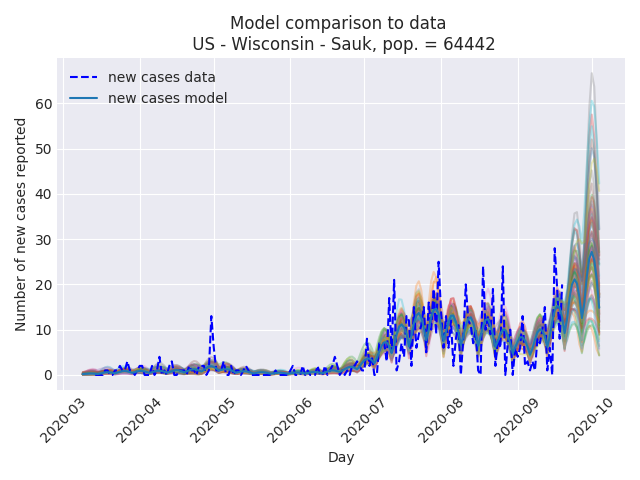 Model comparison to data
US - Wisconsin - Sauk, pop. = 64442
new cases data
new cases model
Number of new cases reported
60
50
40
30
20
10
0
2020-03
2020-04
2020-05
2020-06
2020-07
2020-08
2020-09
2020-10
Day